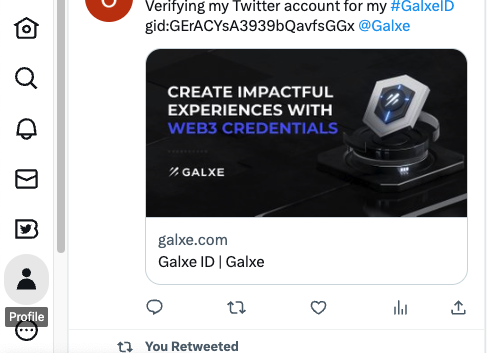 Verifying my Twitter account for my #GalxeID
gid:GErACYsA3939bQavfsGGx @Galxe
CREATE IMPACTFUL
EXPERIENCES WITH
WEB3 CREDENTIALS
GALXE
galxe.com
Galxe ID | Galxe
Profile
You Retweeted